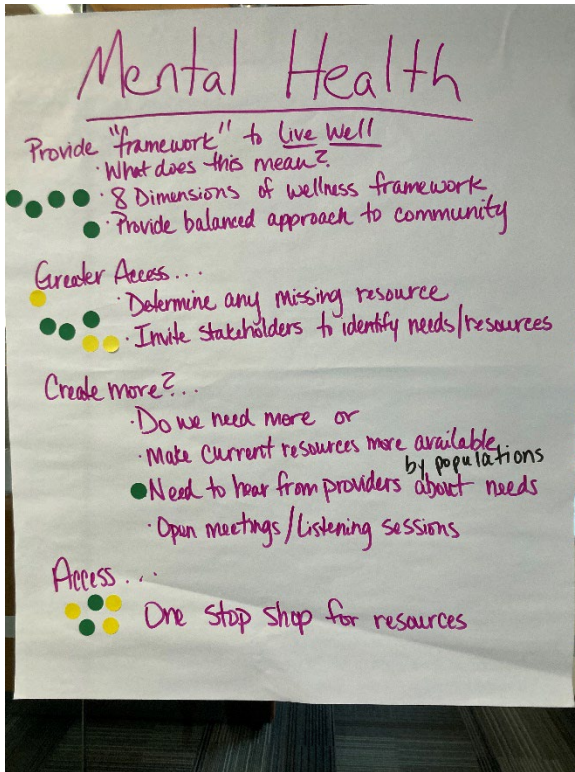 Mental Health
Provide "framework" to Live Well
· What does this mean?
· 8 Dimensions of wellness framework
· Provide balanced approach to community
Greater Access...
· Determine any missing resource
· Invite stakeholders to identify needs/resources
Create more?...
· Do we need more or
· Make current resources more available
by populations
Need to hear from providers about needs
· Open meetings/Listening sessions
Access...
One stop shop for resources